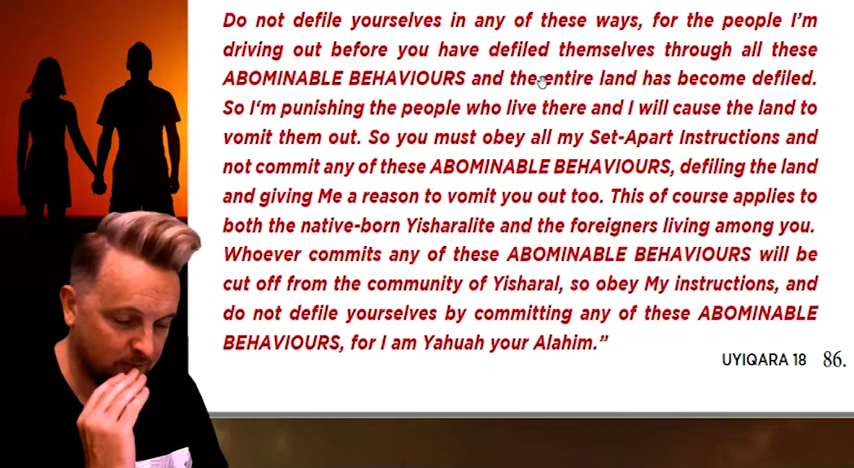 Do not defile yourselves in any of these ways, for the people I'm
driving out before you have defiled themselves through all these
ABOMINABLE BEHAVIOURS and the entire land has become defiled.
So I'm punishing the people who live there and I will cause the land to
vomit them out. So you must obey all my Set-Apart Instructions and
not commit any of these ABOMINABLE BEHAVIOURS, defiling the land
and giving Me a reason to vomit you out too. This of course applies to
both the native-born Yisharalite and the foreigners living among you.
Whoever commits any of these ABOMINABLE BEHAVIOURS will be
cut off from the community of Yisharal, so obey My instructions, and
do not defile yourselves by committing any of these ABOMINABLE
BEHAVIOURS, for I am Yahuah your Alahim.”
UYIQARA 18 86.